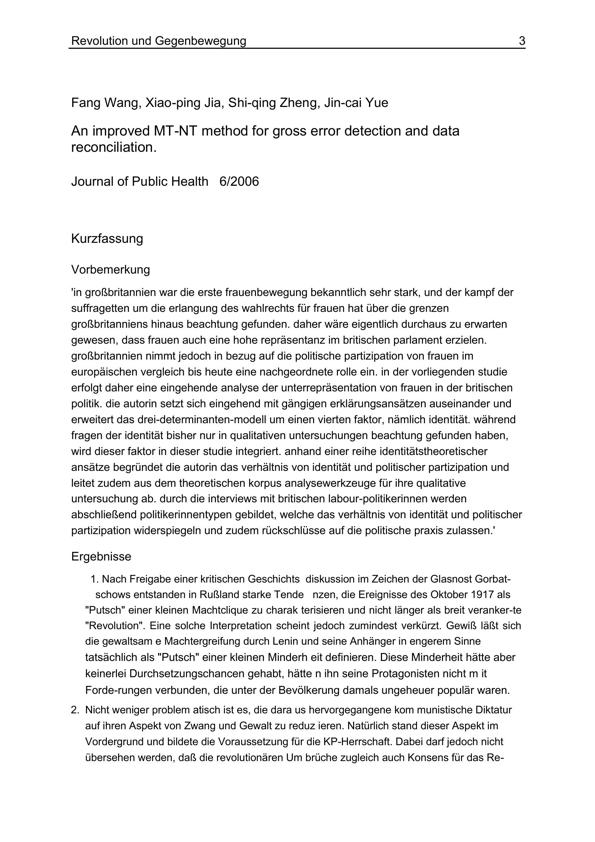 Revolution und Gegenbewegung 3
Fang Wang, Xiao-ping Jia, Shi-qing Zheng, Jin-cai Yue
An improved MT-NT method for gross error detection and data
reconciliation.
Journal of Public Health 6/2006
Kurzfassung
Vorbemerkung
'in großbritannien war die erste frauenbewegung bekanntlich sehr stark, und der kampf der
suffragetten um die erlangung des wahlrechts für frauen hat über die grenzen
großbritanniens hinaus beachtung gefunden. daher wäre eigentlich durchaus zu erwarten
gewesen, dass frauen auch eine hohe repräsentanz im britischen parlament erzielen.
großbritannien nimmt jedoch in bezug auf die politische partizipation von frauen im
europäischen vergleich bis heute eine nachgeordnete rolle ein. in der vorliegenden studie
erfolgt daher eine eingehende analyse der unterrepräsentation von frauen in der britischen
politik. die autorin setzt sich eingehend mit gängigen erklärungsansätzen auseinander und
erweitert das drei-determinanten-modell um einen vierten faktor, nämlich identität. während
fragen der identität bisher nur in qualitativen untersuchungen beachtung gefunden haben,
wird dieser faktor in dieser studie integriert. anhand einer reihe identitätstheoretischer
ansätze begründet die autorin das verhältnis von identität und politischer partizipation und
leitet zudem aus dem theoretischen korpus analysewerkzeuge für ihre qualitative
untersuchung ab. durch die interviews mit britischen labour-politikerinnen werden
abschließend politikerinnentypen gebildet, welche das verhältnis von identität und politischer
partizipation widerspiegeln und zudem rückschlüsse auf die politische praxis zulassen.'
Ergebnisse
1. Nach Freigabe einer kritischen Geschichts diskussion im Zeichen der Glasnost Gorbat-
schows entstanden in Rußland starke Tende nzen, die Ereignisse des Oktober 1917 als
"Putsch" einer kleinen Machtclique zu charak terisieren und nicht länger als breit veranker-te
"Revolution". Eine solche Interpretation scheint jedoch zumindest verkürzt. Gewiß läßt sich
die gewaltsam e Machtergreifung durch Lenin und seine Anhänger in engerem Sinne
tatsächlich als "Putsch" einer kleinen Minderh eit definieren. Diese Minderheit hätte aber
keinerlei Durchsetzungschancen gehabt, hätte n ihn seine Protagonisten nicht m it
Forde-rungen verbunden, die unter der Bevölkerung damals ungeheuer populär waren.
2. Nicht weniger problem atisch ist es, die dara us hervorgegangene kom munistische Diktatur
auf ihren Aspekt von Zwang und Gewalt zu reduz ieren. Natürlich stand dieser Aspekt im
Vordergrund und bildete die Voraussetzung für die KP-Herrschaft. Dabei darf jedoch nicht
übersehen werden, daß die revolutionären Um brüche zugleich auch Konsens für das Re-